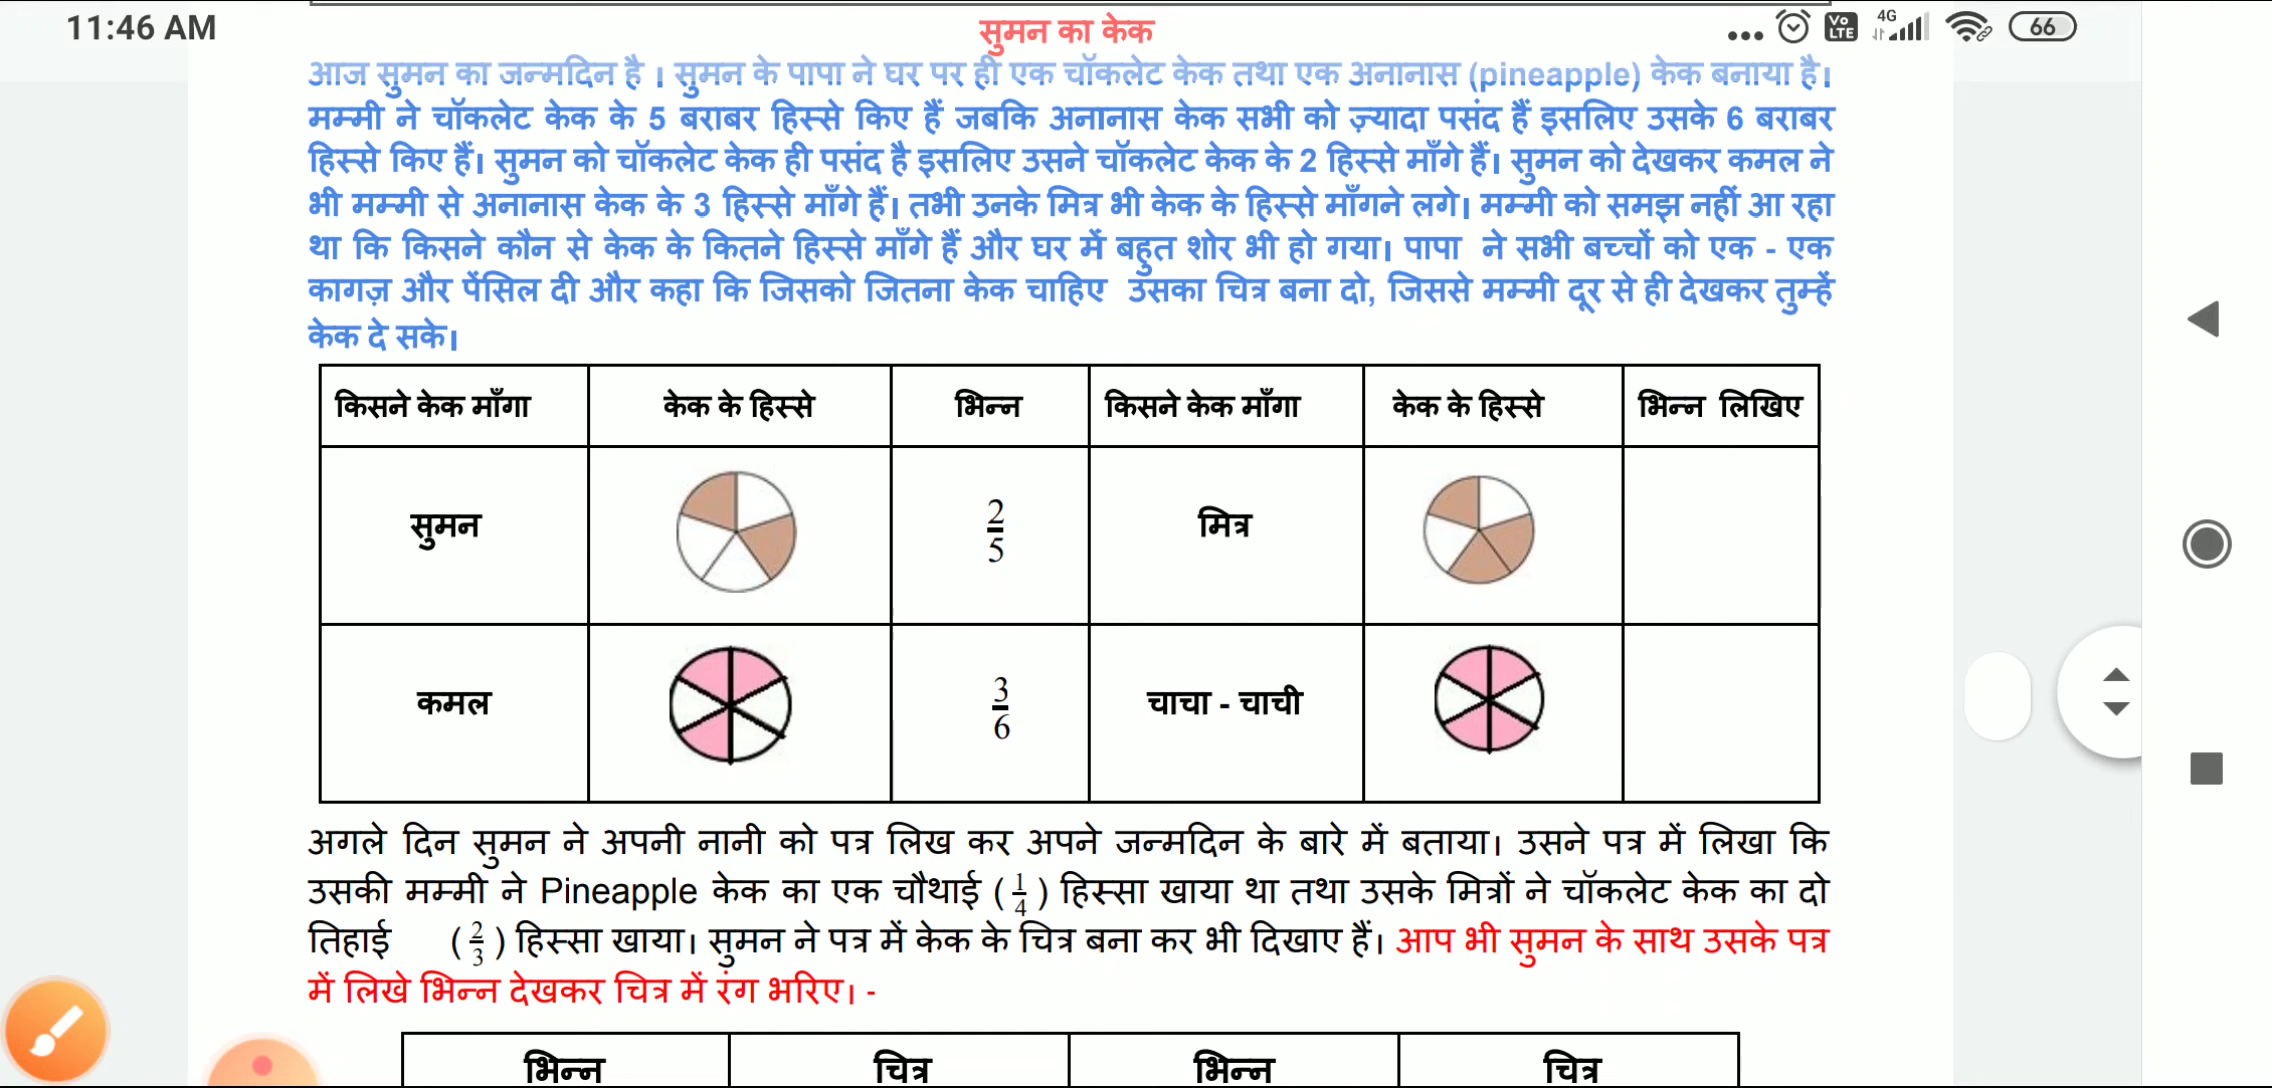 11:46 AM
सुमन का केक
... Vo LTE 4G 66
आज सुमन का जन्मदिन है । सुमन के पापा ने घर पर ही एक चॉकलेट केक तथा एक अनानास (pineapple) केक बनाया है।
मम्मी ने चॉकलेट केक के 5 बराबर हिस्से किए हैं जबकि अनानास केक सभी को ज़्यादा पसंद हैं इसलिए उसके 6 बराबर
हिस्से किए हैं। सुमन को चॉकलेट केक ही पसंद है इसलिए उसने चॉकलेट केक के 2 हिस्से माँगे हैं। सुमन को देखकर कमल ने
भी मम्मी से अनानास केक के 3 हिस्से माँगे हैं। तभी उनके मित्र भी केक के हिस्से माँगने लगे। मम्मी को समझ नहीं आ रहा
था कि किसने कौन से केक के कितने हिस्से माँगे हैं और घर में बहुत शोर भी हो गया। पापा ने सभी बच्चों को एक - एक
कागज़ और पेंसिल दी और कहा कि जिसको जितना केक चाहिए उसका चित्र बना दो, जिससे मम्मी दूर से ही देखकर तुम्हें
केक दे सके।
किसने केक माँगा केक के हिस्से भिन्न किसने केक माँगा केक के हिस्से भिन्न लिखिए
सुमन 2/5 मित्र
कमल 3/6 चाचा - चाची
अगले दिन सुमन ने अपनी नानी को पत्र लिख कर अपने जन्मदिन के बारे में बताया। उसने पत्र में लिखा कि
उसकी मम्मी ने Pineapple केक का एक चौथाई ( 1/4 ) हिस्सा खाया था तथा उसके मित्रों ने चॉकलेट केक का दो
तिहाई ( 2/3 ) हिस्सा खाया। सुमन ने पत्र में केक के चित्र बना कर भी दिखाए हैं। आप भी सुमन के साथ उसके पत्र
में लिखे भिन्न देखकर चित्र में रंग भरिए। -
भिन्न चित्र भिन्न चित्र